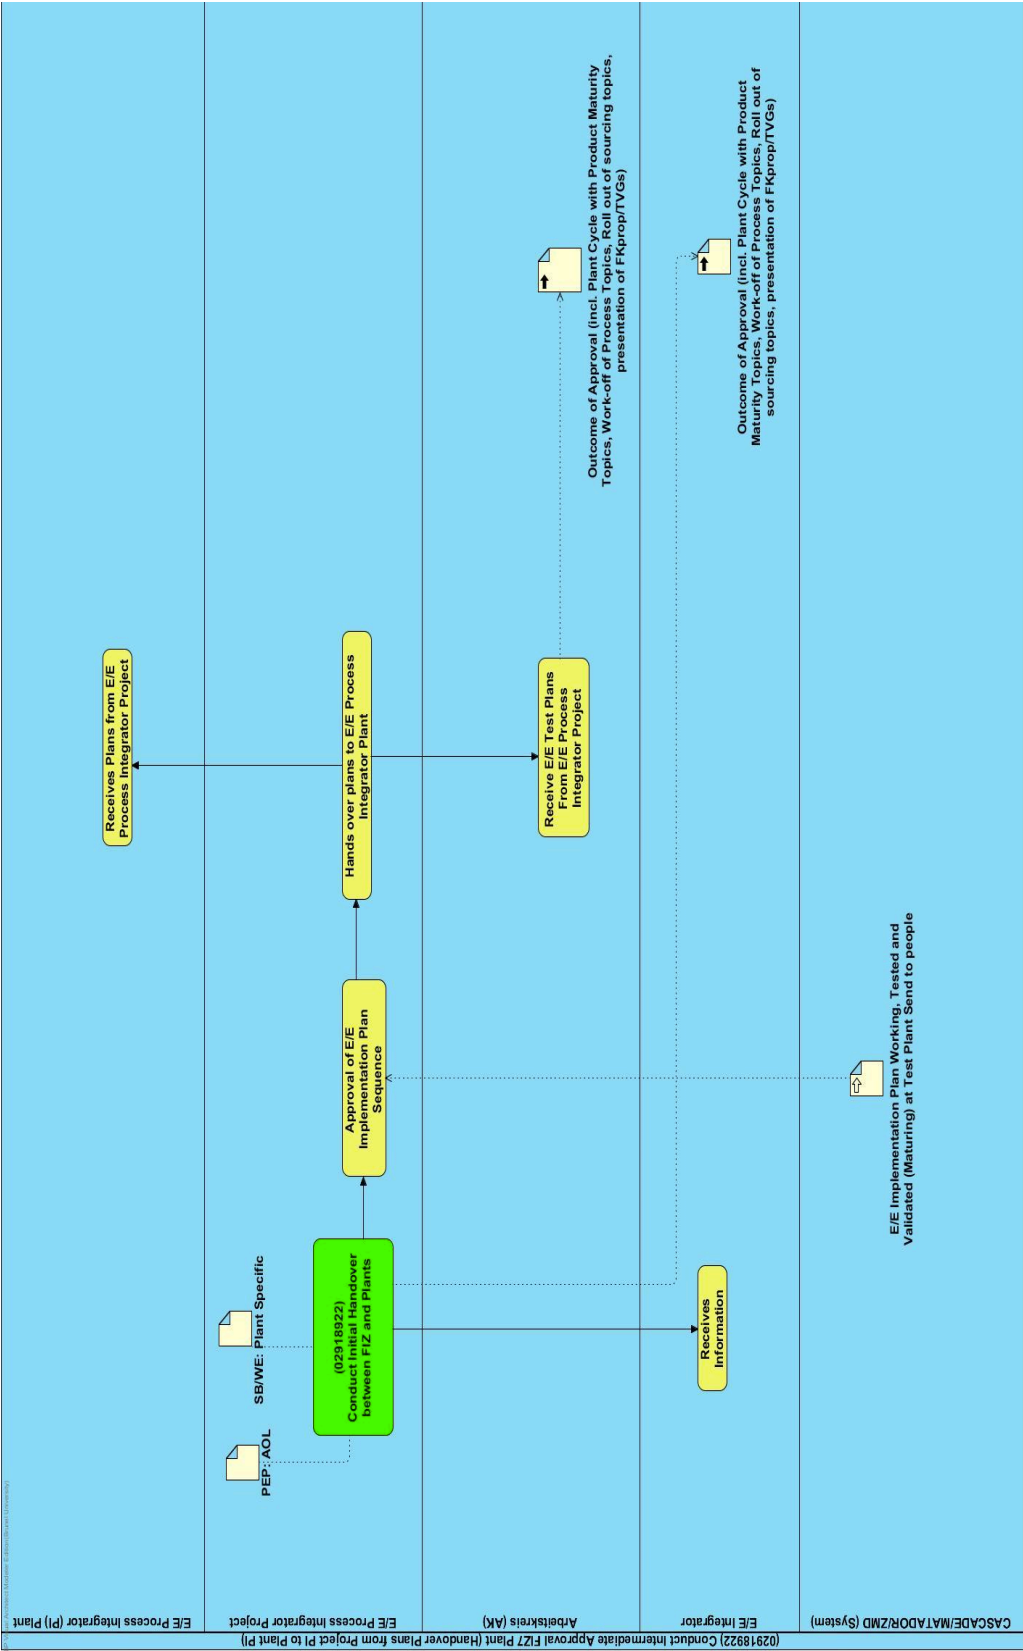 (02918922) Conduct Intermediate Approval FIZ7 Plant (Handover Plans from Project PI to Plant PI)
E/E Process Integrator (PI) Plant
E/E Process Integrator Project
Arbeitskreis (AK)
E/E Integrator
CASCADE/MATADOR/ZMD (System)
Receives Plans from E/E
Process Integrator Project
PEP: AOL
SB/WE: Plant Specific
(02918922)
Conduct Initial Handover
between FIZ and Plants
Approval of E/E
Implementation Plan
Sequence
Hands over plans to E/E Process
Integrator Plant
Receive E/E Test Plans
From E/E Process
Integrator Project
Outcome of Approval (incl. Plant Cycle with Product Maturity
Topics, Work-off of Process Topics, Roll out of sourcing topics,
presentation of FKprop/TVGs)
Receives
Information
Outcome of Approval (incl. Plant Cycle with Product
Maturity Topics, Work-off of Process Topics, Roll out of
sourcing topics, presentation of FKprop/TVGs)
E/E Implementation Plan Working, Tested and
Validated (Maturing) at Test Plant Send to people